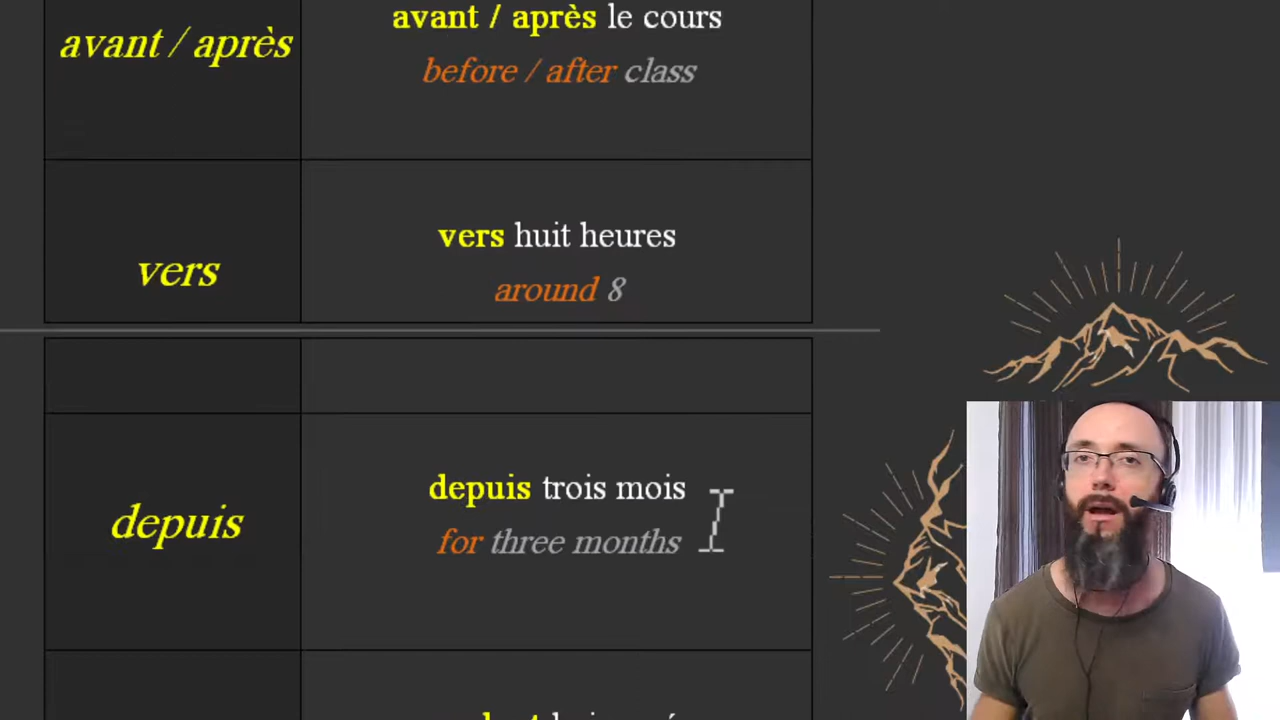 avant / après
avant / après le cours
before / after class
vers
vers huit heures
around 8
depuis
depuis trois mois
for three months